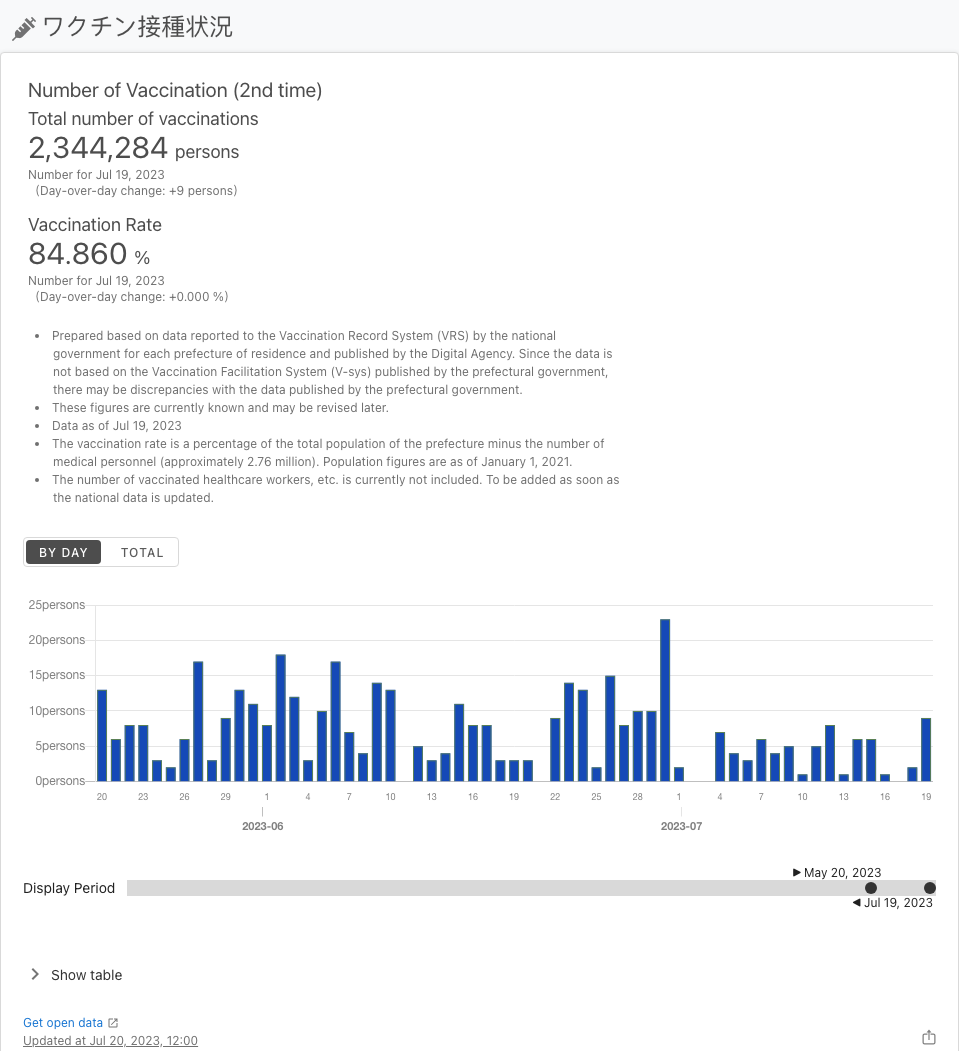 ワクチン接種状況
Number of Vaccination (2nd time)
Total number of vaccinations
2,344,284 persons
Number for Jul 19, 2023
(Day-over-day change: +9 persons)
Vaccination Rate
84.860 %
Number for Jul 19, 2023
(Day-over-day change: +0.000 %)
• Prepared based on data reported to the Vaccination Record System (VRS) by the national
government for each prefecture of residence and published by the Digital Agency. Since the data is
not based on the Vaccination Facilitation System (V-sys) published by the prefectural government,
there may be discrepancies with the data published by the prefectural government.
• These figures are currently known and may be revised later.
• Data as of Jul 19, 2023
• The vaccination rate is a percentage of the total population of the prefecture minus the number of
medical personnel (approximately 2.76 million). Population figures are as of January 1, 2021.
• The number of vaccinated healthcare workers, etc. is currently not included. To be added as soon as
the national data is updated.
BY DAY TOTAL
25persons
20persons
15persons
10persons
5persons
0persons
20 23 26 29 1 4 7 10 13 16 19 22 25 28 1 4 7 10 13 16 19
2023-06 2023-07
May 20, 2023
Display Period
Jul 19, 2023
Show table
Get open data
Updated at Jul 20, 2023, 12:00